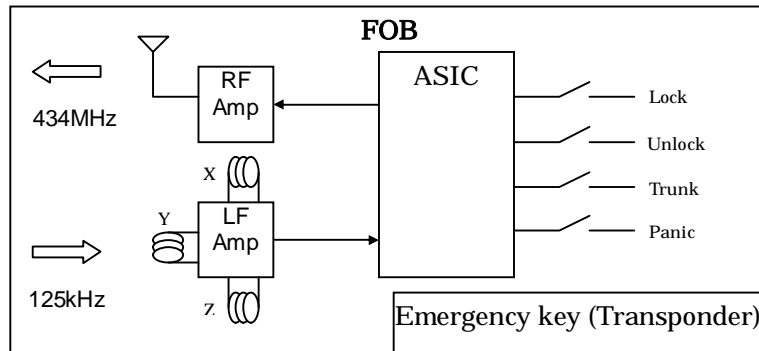 FOB
ASIC
RF
Amp
434MHz
Lock
Unlock
Trunk
Panic
X
Y
LF
Amp
Z
125kHz
Emergency key (Transponder)